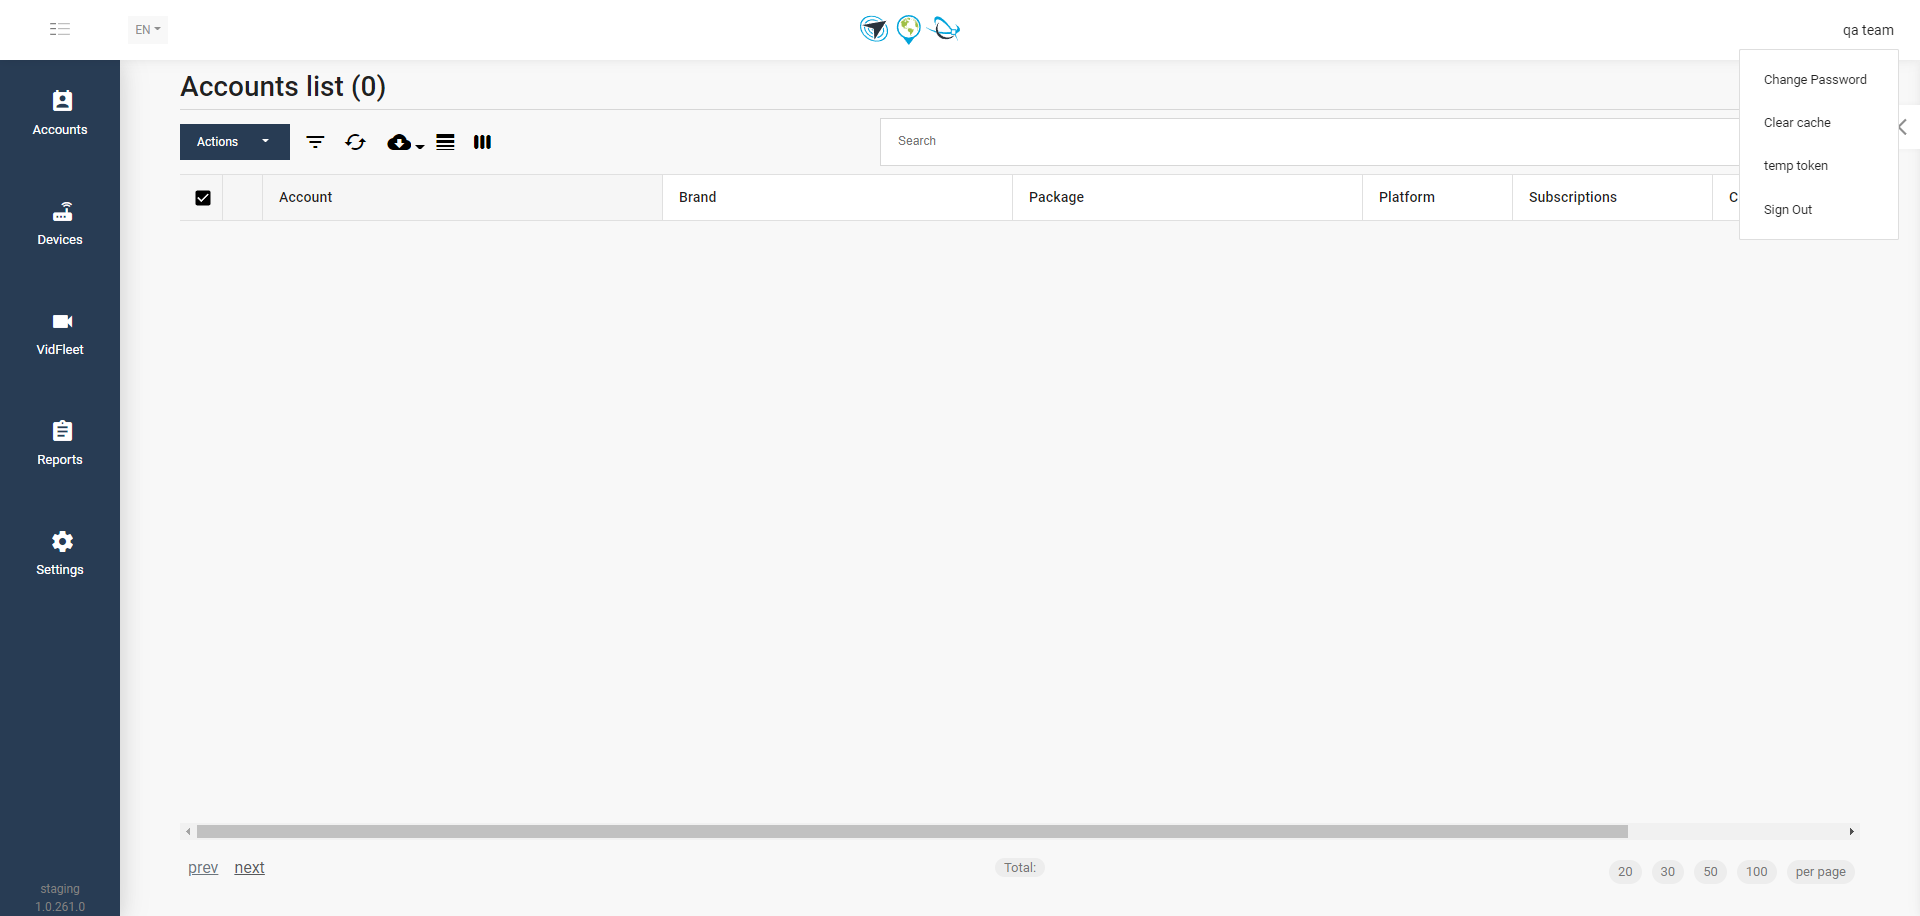 EN
qa team
Change Password
Clear cache
temp token
Sign Out
Accounts
Devices
VidFleet
Reports
Settings
staging
1.0.261.0
Accounts list (0)
Actions
Search
Account Brand Package Platform Subscriptions C
prev next
Total:
20 30 50 100 per page